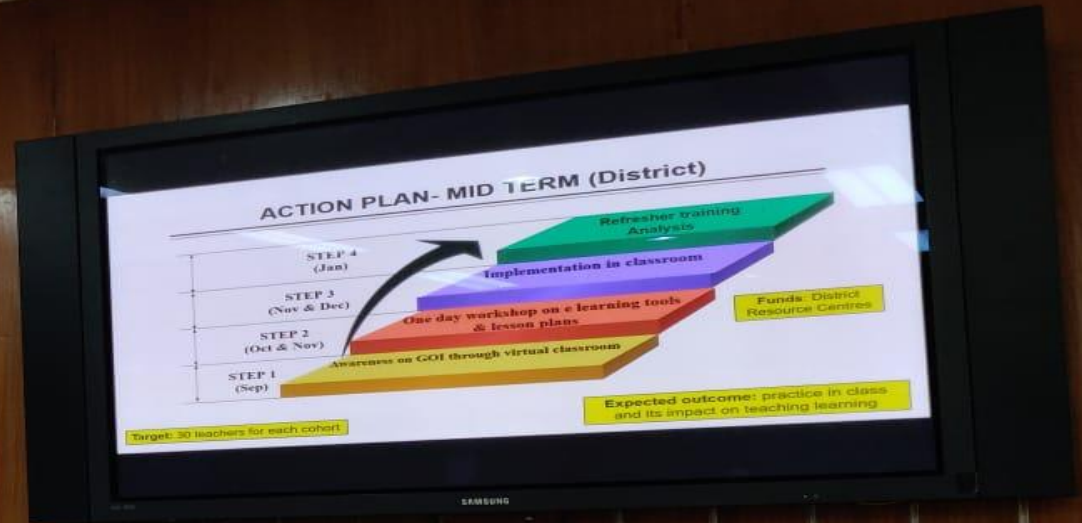 ACTION PLAN- MID TERM (District)
STEP 4
(Jan)
Refresher training
Analysis
STEP 3
(Nov & Dec)
Implementation in classroom
STEP 2
(Oct & Nov)
One day workshop on e learning tools
& lesson plans
STEP 1
(Sep)
Awareness on GOI through virtual classroom
Funds: District
Resource Centres
Expected outcome: practice in class
and its impact on teaching learning
Target: 30 teachers for each cohort
SAMSUNG